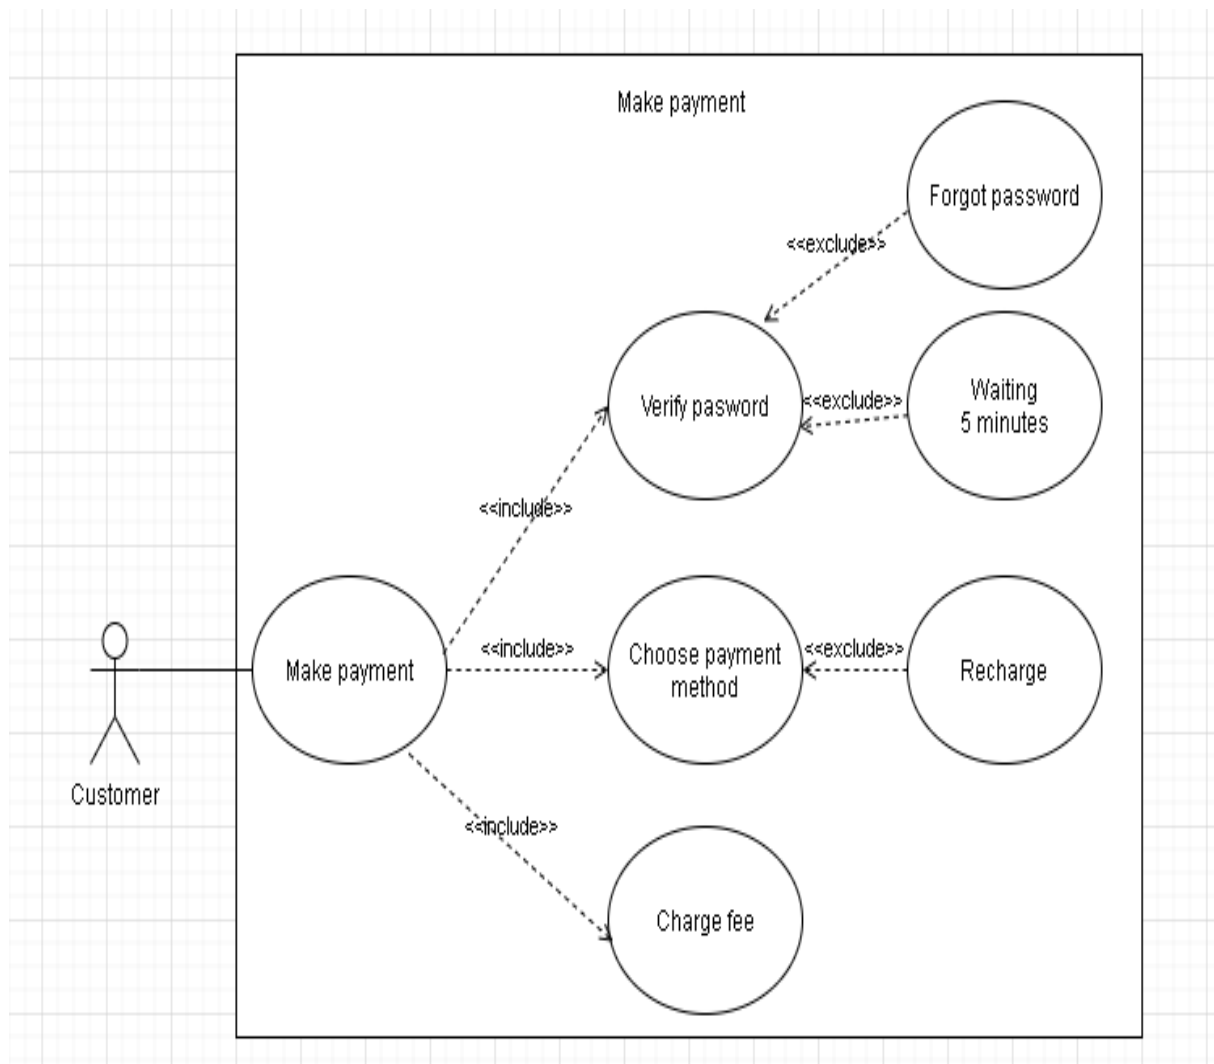 Make payment
Forgot password
<<exclude>>
Verify pasword
<<exclude>>
Waiting
5 minutes
<<include>>
Make payment
<<include>>
Choose payment
method
<<exclude>>
Recharge
Customer
<<include>>
Charge fee